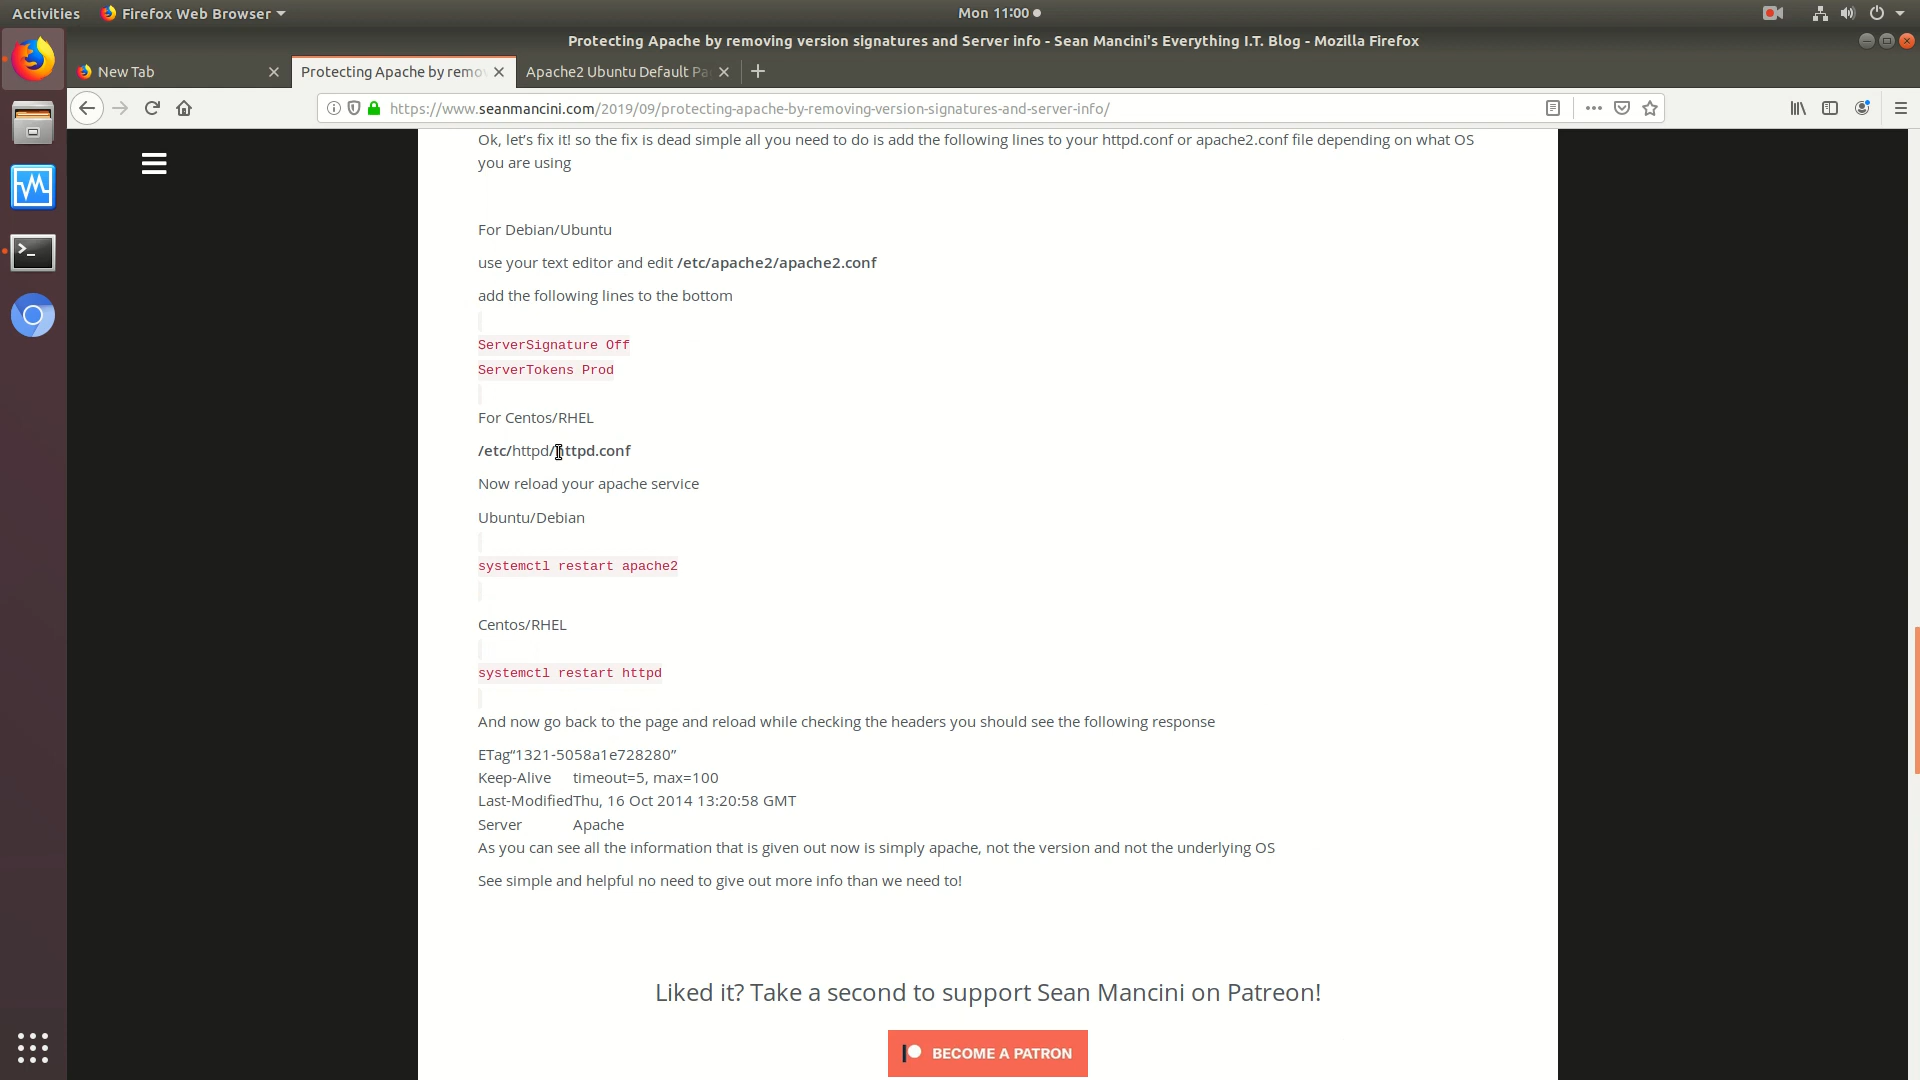 Activities Firefox Web Browser Mon 11:00
Protecting Apache by removing version signatures and Server info - Sean Mancini's Everything I.T. Blog - Mozilla Firefox
New Tab Protecting Apache by remo Apache2 Ubuntu Default Pa
https://www.seanmancini.com/2019/09/protecting-apache-by-removing-version-signatures-and-server-info/
Ok, let’s fix it! so the fix is dead simple all you need to do is add the following lines to your httpd.conf or apache2.conf file depending on what OS
you are using
For Debian/Ubuntu
use your text editor and edit /etc/apache2/apache2.conf
add the following lines to the bottom
ServerSignature Off
ServerTokens Prod
For Centos/RHEL
/etc/httpd/httpd.conf
Now reload your apache service
Ubuntu/Debian
systemctl restart apache2
Centos/RHEL
systemctl restart httpd
And now go back to the page and reload while checking the headers you should see the following response
ETag“1321-5058a1e728280”
Keep-Alive timeout=5, max=100
Last-ModifiedThu, 16 Oct 2014 13:20:58 GMT
Server Apache
As you can see all the information that is given out now is simply apache, not the version and not the underlying OS
See simple and helpful no need to give out more info than we need to!
Liked it? Take a second to support Sean Mancini on Patreon!
BECOME A PATRON